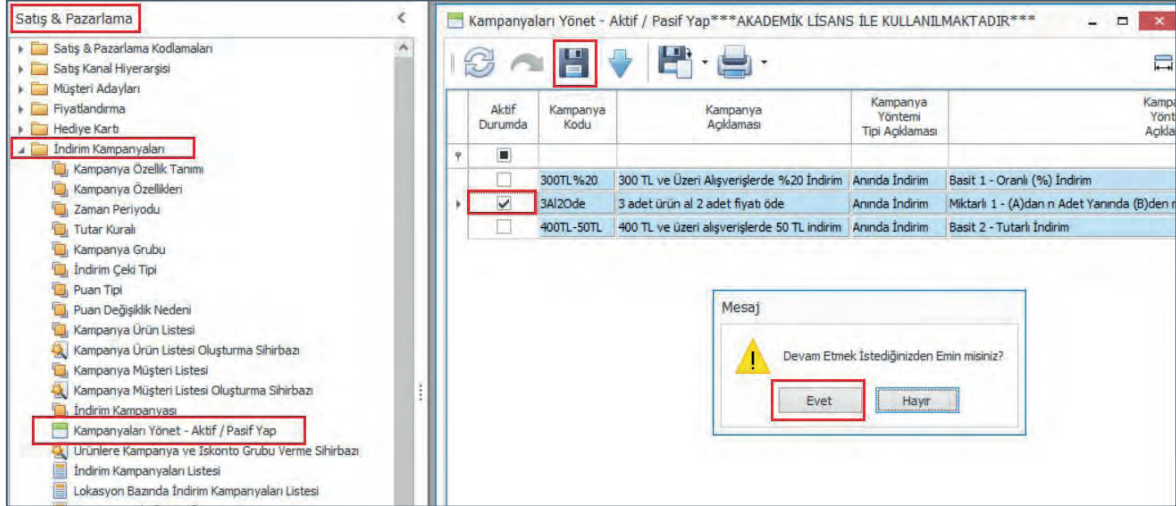 Satış & Pazarlama
Satış & Pazarlama Kodlamaları
Satış Kanal Hiyerarşisi
Müşteri Adayları
Fiyatlandırma
Hediye Kartı
İndirim Kampanyaları
Kampanya Özellik Tanımı
Kampanya Özellikleri
Zaman Periyodu
Tutar Kuralı
Kampanya Grubu
İndirim Çeki Tipi
Puan Tipi
Puan Değişiklik Nedeni
Kampanya Ürün Listesi
Kampanya Ürün Listesi Oluşturma Sihirbazı
Kampanya Müşteri Listesi
Kampanya Müşteri Listesi Oluşturma Sihirbazı
İndirim Kampanyası
Kampanyaları Yönet - Aktif / Pasif Yap
Ürünlere Kampanya ve Iskonto Grubu Verme Sihirbazı
İndirim Kampanyaları Listesi
Lokasyon Bazında İndirim Kampanyaları Listesi
Kampanyaları Yönet - Aktif / Pasif Yap***AKADEMİK LİSANS İLE KULLANILMAKTADIR***
Aktif Durumda Kampanya Kodu Kampanya Açıklaması Kampanya Yöntemi Tipi Açıklaması
300TL%20 300 TL ve Üzeri Alışverişlerde %20 İndirim Anında İndirim Basit 1 - Oranlı (%) İndirim
3Al2Ode 3 adet ürün al 2 adet fiyatı öde Anında İndirim Miktarlı 1 - (A)dan n Adet Yanında (B)den
400TL-50TL 400 TL ve üzeri alışverişlerde 50 TL indirim Anında İndirim Basit 2 - Tutarlı İndirim
Mesaj
Devam Etmek İstediğinizden Emin misiniz?
Evet Hayır